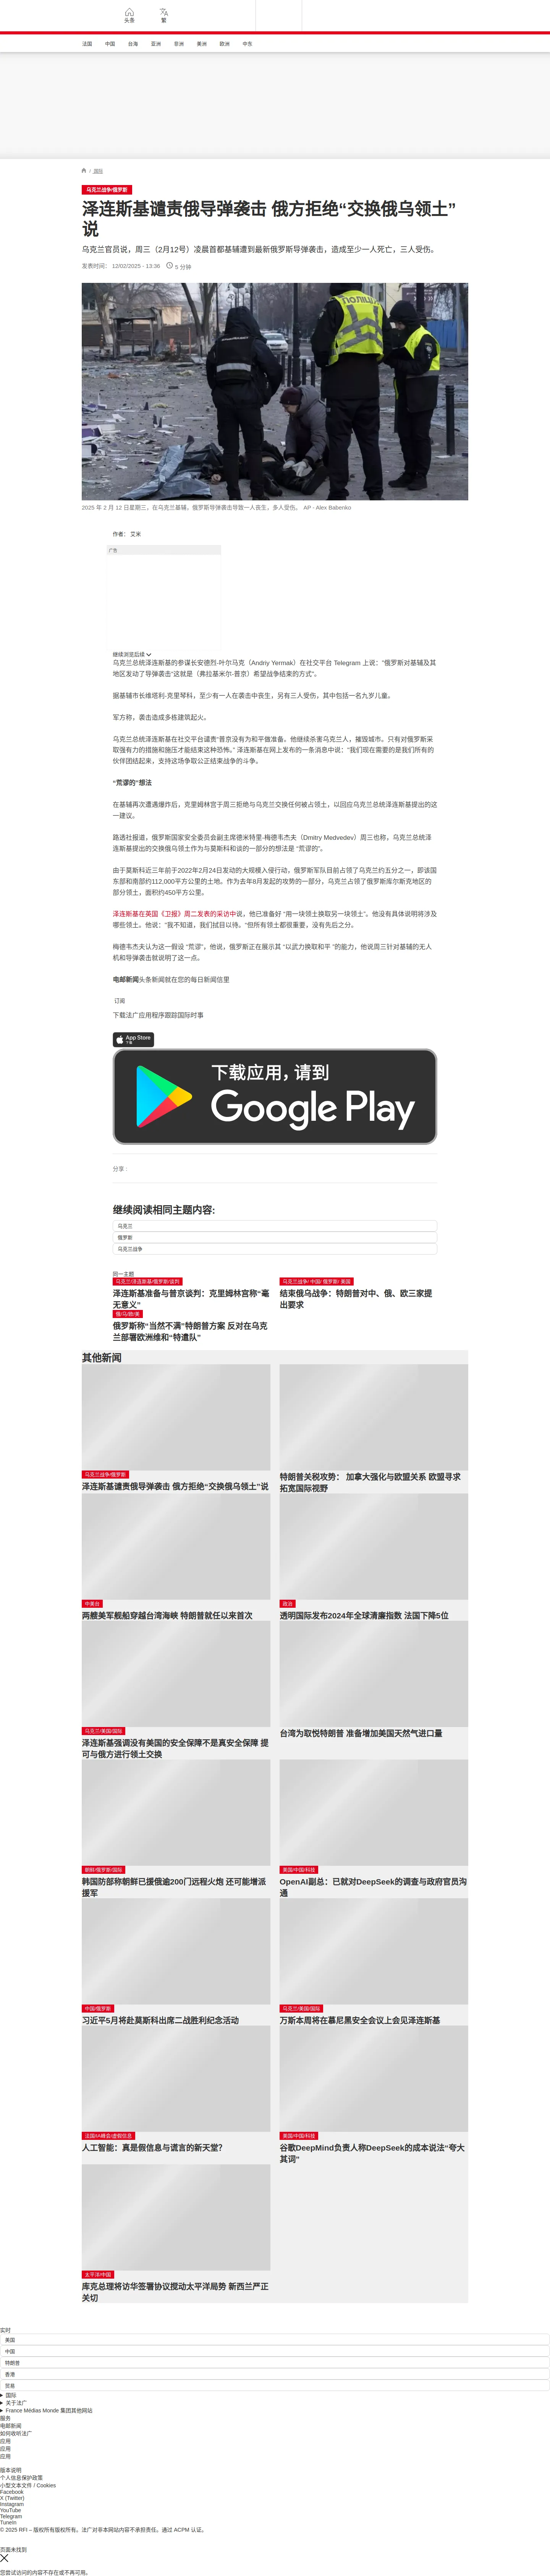 头条
繁
法国
中国
台海
亚洲
非洲
美洲
欧洲
中东
/ 国际
乌克兰战争/俄罗斯
泽连斯基谴责俄导弹袭击 俄方拒绝“交换俄乌领土”
说
乌克兰官员说，周三（2月12号）凌晨首都基辅遭到最新俄罗斯导弹袭击，造成至少一人死亡，三人受伤。
发表时间： 12/02/2025 - 13:36
5 分钟
2025 年 2 月 12 日星期三，在乌克兰基辅，俄罗斯导弹袭击导致一人丧生，多人受伤。 AP - Alex Babenko
作者： 艾米
广告
继续浏览后续
乌克兰总统泽连斯基的参谋长安德烈-叶尔马克（Andriy Yermak）在社交平台 Telegram 上说：“俄罗斯对基辅及其
地区发动了导弹袭击”这就是（弗拉基米尔-普京）希望战争结束的方式”。
据基辅市长维塔利-克里琴科，至少有一人在袭击中丧生，另有三人受伤，其中包括一名九岁儿童。
军方称，袭击造成多栋建筑起火。
乌克兰总统泽连斯基在社交平台谴责“普京没有为和平做准备。他继续杀害乌克兰人，摧毁城市。只有对俄罗斯采
取强有力的措施和施压才能结束这种恐怖。” 泽连斯基在网上发布的一条消息中说：“我们现在需要的是我们所有的
伙伴团结起来，支持这场争取公正结束战争的斗争。
“荒谬的”想法
在基辅再次遭遇爆炸后，克里姆林宫于周三拒绝与乌克兰交换任何被占领土，以回应乌克兰总统泽连斯基提出的这
一建议。
路透社报道，俄罗斯国家安全委员会副主席德米特里-梅德韦杰夫（Dmitry Medvedev）周三也称，乌克兰总统泽
连斯基提出的交换俄乌领土作为与莫斯科和谈的一部分的想法是 “荒谬的”。
由于莫斯科近三年前于2022年2月24日发动的大规模入侵行动，俄罗斯军队目前占领了乌克兰约五分之一，即该国
东部和南部约112,000平方公里的土地。作为去年8月发起的攻势的一部分，乌克兰占领了俄罗斯库尔斯克地区的
部分领土，面积约450平方公里。
泽连斯基在英国《卫报》周二发表的采访中说，他已准备好 “用一块领土换取另一块领土”。他没有具体说明将涉及
哪些领土。他说：“我不知道，我们拭目以待。“但所有领土都很重要，没有先后之分。
梅德韦杰夫认为这一假设 “荒谬”，他说，俄罗斯正在展示其 “以武力换取和平 ”的能力，他说周三针对基辅的无人
机和导弹袭击就说明了这一点。
电邮新闻头条新闻就在您的每日新闻信里
订阅
下载法广应用程序跟踪国际时事
App Store
下载
下载应用，请到
Google Play
分享 :
继续阅读相同主题内容:
乌克兰
俄罗斯
乌克兰战争
同一主题
乌克兰/泽连斯基/俄罗斯/谈判
泽连斯基准备与普京谈判：克里姆林宫称“毫
无意义”
乌克兰战争/ 中国/ 俄罗斯/ 美国
结束俄乌战争：特朗普对中、俄、欧三家提
出要求
俄/乌/欧/美
俄罗斯称“当然不满”特朗普方案 反对在乌克
兰部署欧洲维和“特遣队”
其他新闻
乌克兰战争/俄罗斯
泽连斯基谴责俄导弹袭击 俄方拒绝“交换俄乌领土”说
特朗普关税攻势： 加拿大强化与欧盟关系 欧盟寻求
拓宽国际视野
中美台
两艘美军舰船穿越台湾海峡 特朗普就任以来首次
政治
透明国际发布2024年全球清廉指数 法国下降5位
乌克兰/美国/国际
泽连斯基强调没有美国的安全保障不是真安全保障 提
可与俄方进行领土交换
台湾为取悦特朗普 准备增加美国天然气进口量
朝鲜/俄罗斯/国际
韩国防部称朝鲜已援俄逾200门远程火炮 还可能增派
援军
美国/中国/科技
OpenAI副总：已就对DeepSeek的调查与政府官员沟
通
中国/俄罗斯
习近平5月将赴莫斯科出席二战胜利纪念活动
乌克兰/美国/国际
万斯本周将在慕尼黑安全会议上会见泽连斯基
法国/IA峰会/虚假信息
人工智能：真是假信息与谎言的新天堂？
美国/中国/科技
谷歌DeepMind负责人称DeepSeek的成本说法“夸大
其词”
太平洋/中国
库克总理将访华签署协议搅动太平洋局势 新西兰严正
关切
实时
美国
中国
特朗普
香港
贸易
国际
关于法广
France Médias Monde 集团其他网站
服务
电邮新闻
如何收听法广
应用
应用
应用
版本说明
个人信息保护政策
小型文本文件 / Cookies
Facebook
X (Twitter)
Instagram
YouTube
Telegram
TuneIn
© 2025 RFI – 版权所有版权所有。法广对非本网站内容不承担责任。通过 ACPM 认证。
页面未找到
您尝试访问的内容不存在或不再可用。